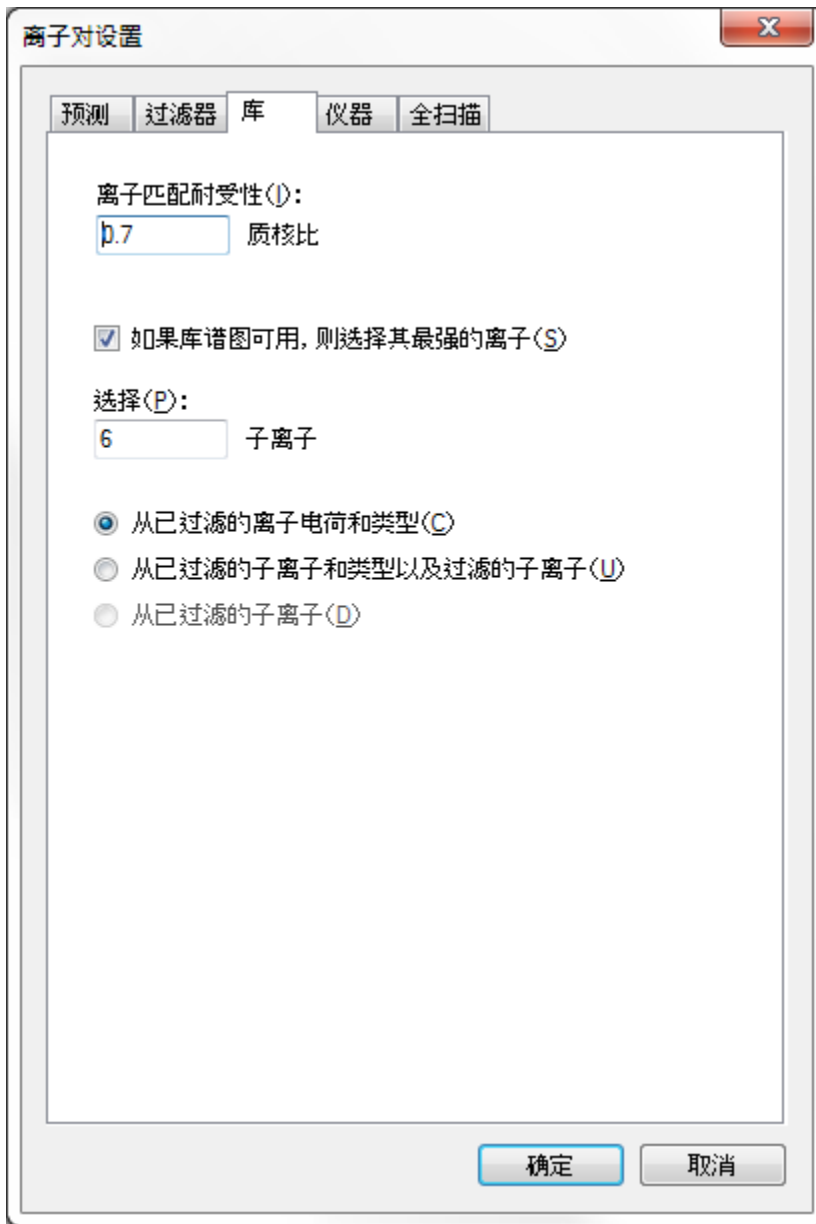 离子对设置
预测 过滤器 库 仪器 全扫描
离子匹配耐受性(I):
0.7 质核比
如果库谱图可用, 则选择其最强的离子(S)
选择(P):
6 子离子
从已过滤的离子电荷和类型(C)
从已过滤的子离子和类型以及过滤的子离子(U)
从已过滤的子离子(D)
确定 取消